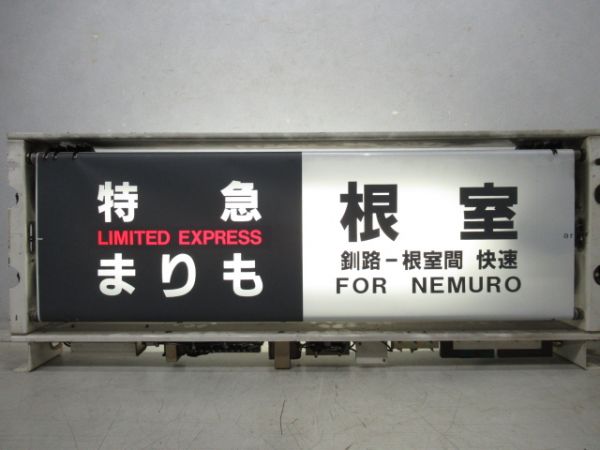 特急
LIMITED EXPRESS
まりも
根室
釧路－根室間 快速
FOR NEMURO